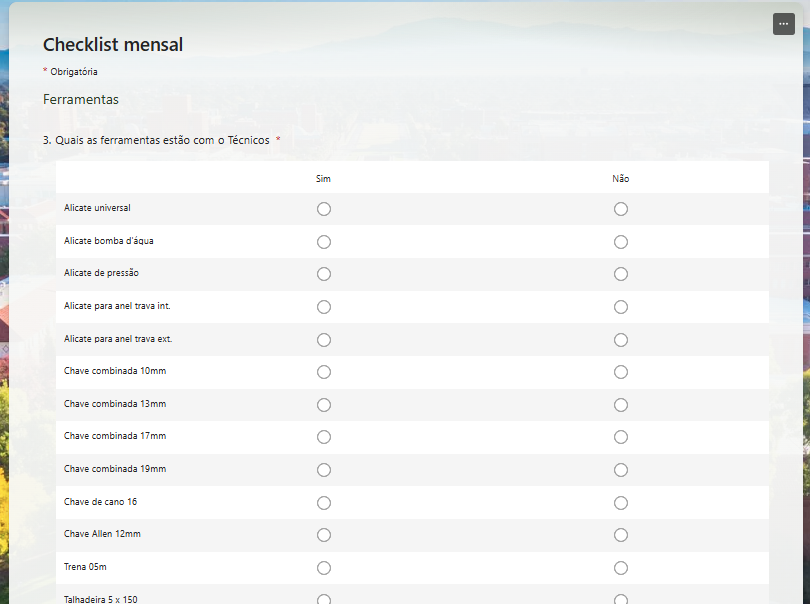 Checklist mensal
* Obrigatória
Ferramentas
3. Quais as ferramentas estão com o Técnicos *
Sim Não
Alicate universal
Alicate bomba d'água
Alicate de pressão
Alicate para anel trava int.
Alicate para anel trava ext.
Chave combinada 10mm
Chave combinada 13mm
Chave combinada 17mm
Chave combinada 19mm
Chave de cano 16
Chave Allen 12mm
Trena 05m
Talhadeira 5 x 150